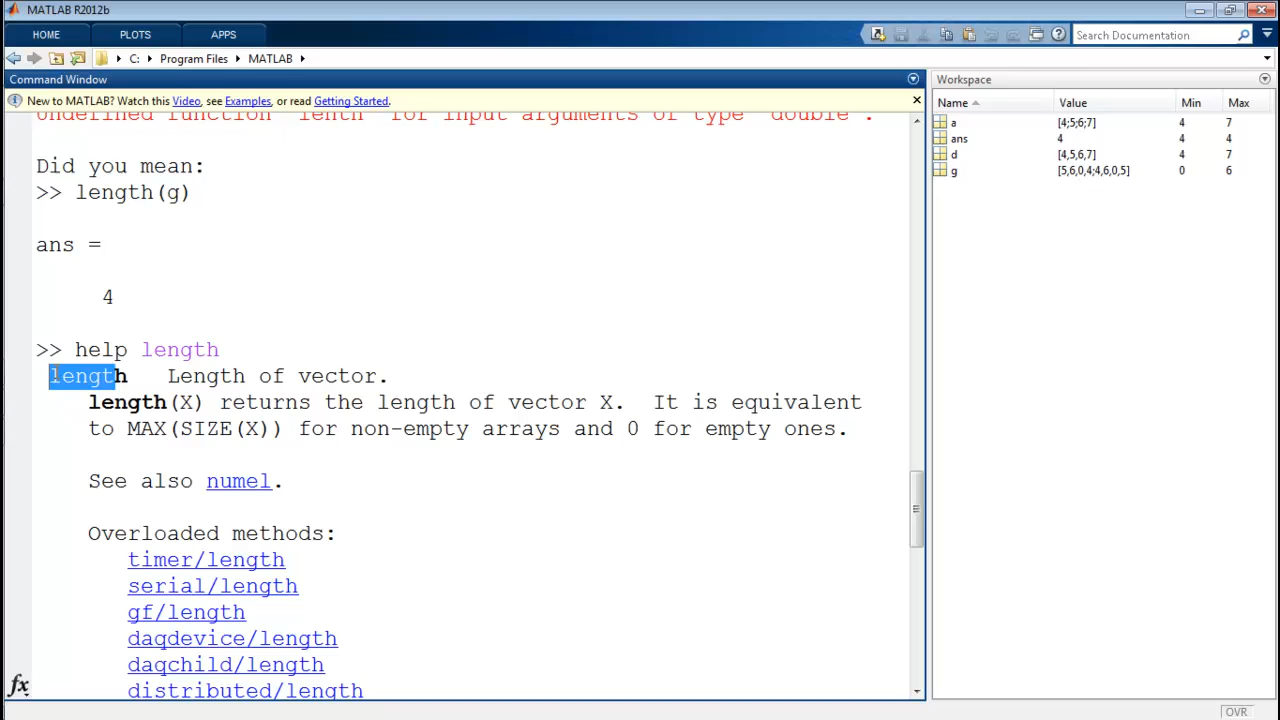 MATLAB R2012b
HOME PLOTS APPS
Search Documentation
C: Program Files MATLAB
Command Window
New to MATLAB? Watch this Video, see Examples, or read Getting Started.
Undefined function 'lenth' for input arguments of type 'double'.
Did you mean:
>> length(g)
ans =
4
>> help length
length Length of vector.
length(X) returns the length of vector X. It is equivalent
to MAX(SIZE(X)) for non-empty arrays and 0 for empty ones.
See also numel.
Overloaded methods:
timer/length
serial/length
gf/length
daqdevice/length
daqchild/length
distributed/length
fx
Workspace
Name Value Min Max
a [4;5;6;7] 4 7
ans 4 4 4
d [4,5,6,7] 4 7
g [5,6,0,4;4,6,0,5] 0 6
OVR